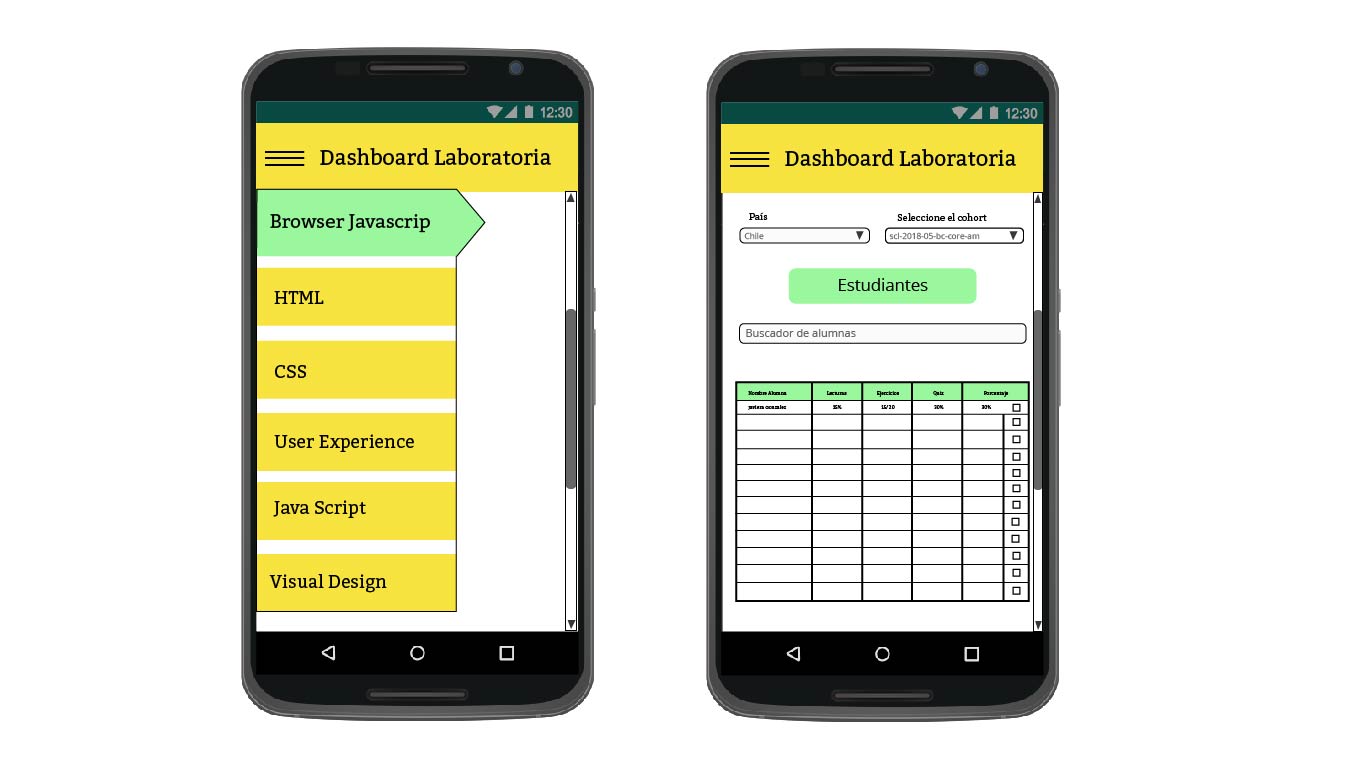 12:30
Dashboard Laboratoria
Browser Javascrip
HTML
CSS
User Experience
Java Script
Visual Design
12:30
Dashboard Laboratoria
País Seleccione el cohort
Chile scl-2018-05-bc-core-am
Estudiantes
Buscador de alumnas
Nombre Alumna Lecturas Ejercicios Quiz Porcentaje
15/20 30% 30%